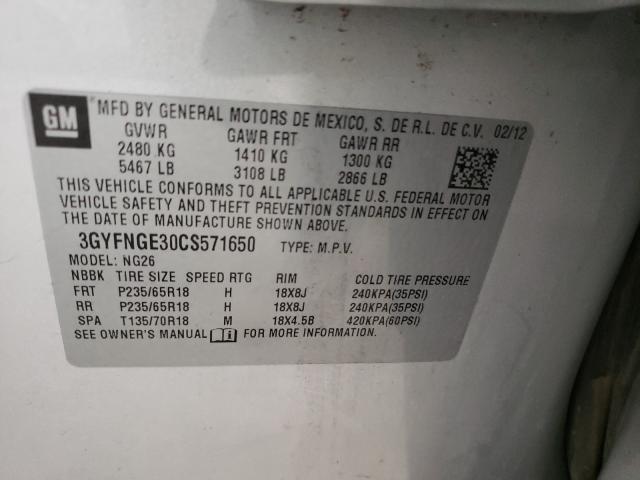 GM
MFD BY GENERAL MOTORS DE MEXICO, S. DE R.L. DE C.V. 02/12
GVWR GAWR FRT GAWR RR
2480 KG 1410 KG 1300 KG
5467 LB 3108 LB 2866 LB
THIS VEHICLE CONFORMS TO ALL APPLICABLE U.S. FEDERAL MOTOR
VEHICLE SAFETY AND THEFT PREVENTION STANDARDS IN EFFECT ON
THE DATE OF MANUFACTURE SHOWN ABOVE.
3GYFNGE30CS571650 TYPE: M.P.V.
MODEL: NG26
NBBK TIRE SIZE SPEED RTG RIM COLD TIRE PRESSURE
FRT P235/65R18 H 18X8J 240KPA(35PSI)
RR P235/65R18 H 18X8J 240KPA(35PSI)
SPA T135/70R18 M 18X4.5B 420KPA(60PSI)
SEE OWNER'S MANUAL FOR MORE INFORMATION.